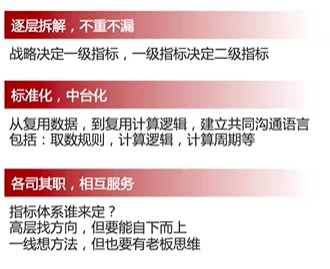 逐层拆解，不重不漏
战略决定一级指标，一级指标决定二级指标
标准化，中台化
从复用数据，到复用计算逻辑，建立共同沟通语言
包括：取数规则，计算逻辑，计算周期等
各司其职，相互服务
指标体系谁来定？
高层找方向，但要能自下而上
一线想方法，但也要有老板思维